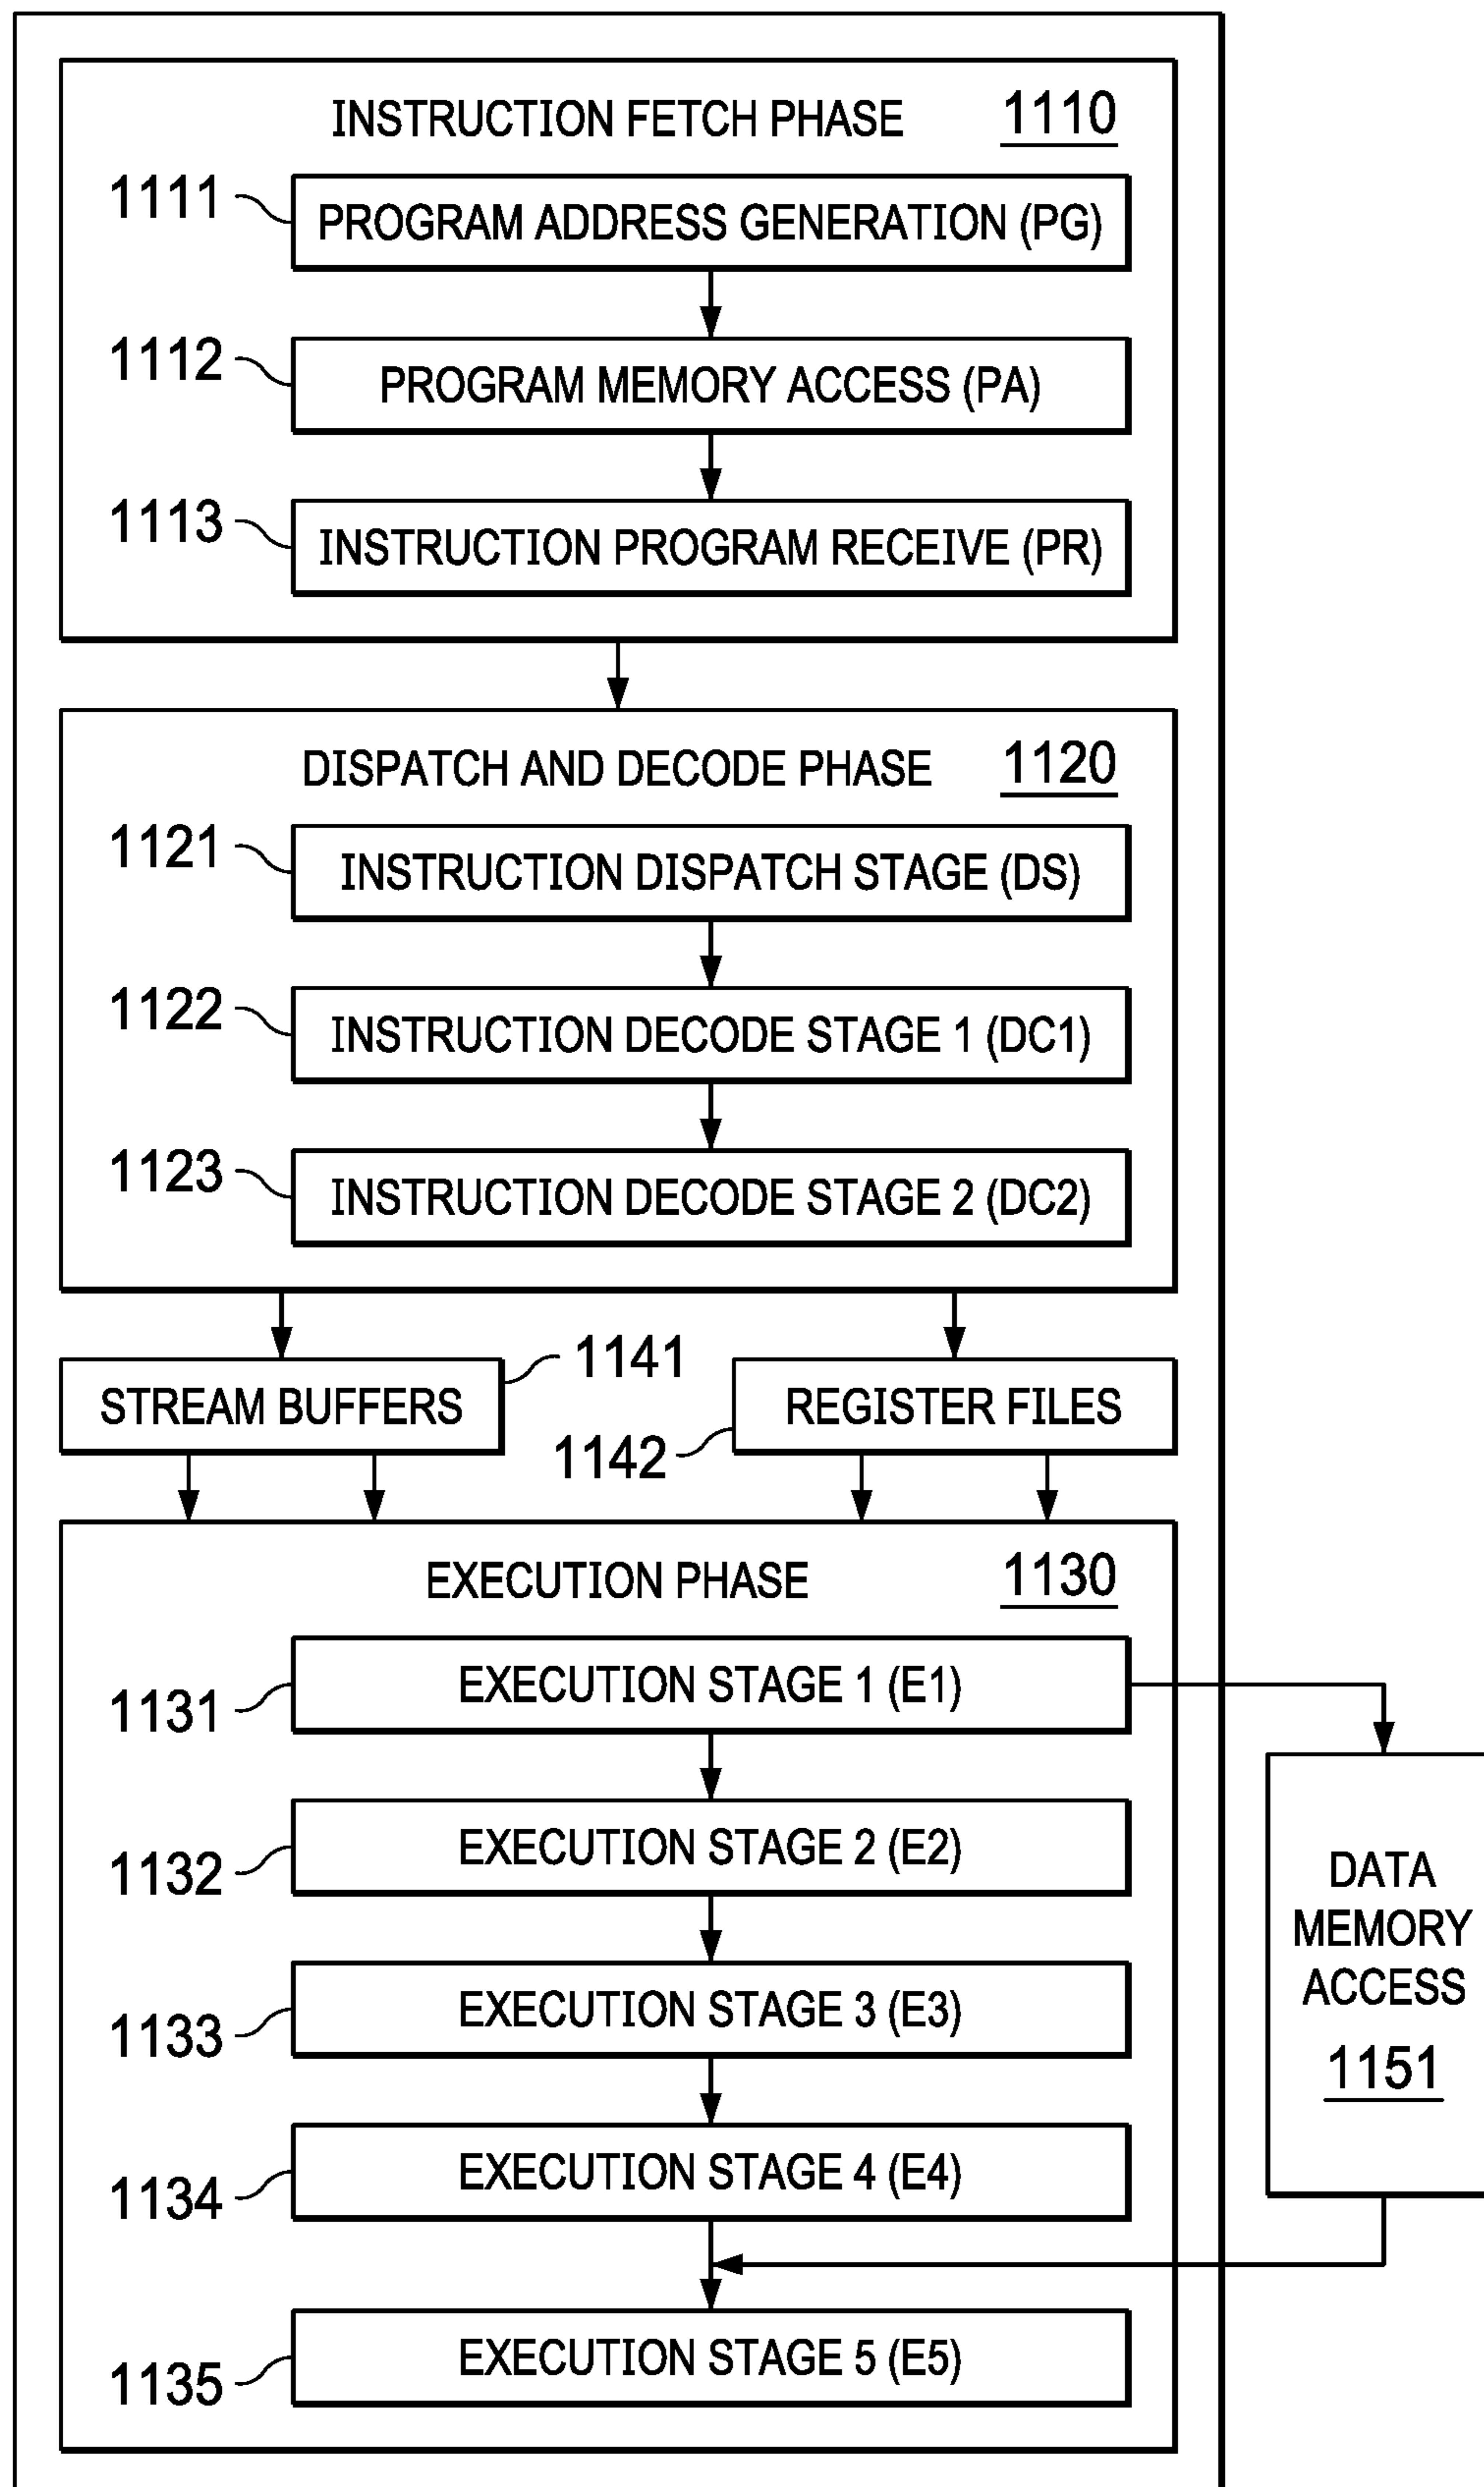 INSTRUCTION FETCH PHASE 1110
1111 PROGRAM ADDRESS GENERATION (PG)
1112 PROGRAM MEMORY ACCESS (PA)
1113 INSTRUCTION PROGRAM RECEIVE (PR)
DISPATCH AND DECODE PHASE 1120
1121 INSTRUCTION DISPATCH STAGE (DS)
1122 INSTRUCTION DECODE STAGE 1 (DC1)
1123 INSTRUCTION DECODE STAGE 2 (DC2)
STREAM BUFFERS
1141
REGISTER FILES
1142
EXECUTION PHASE 1130
1131 EXECUTION STAGE 1 (E1)
1132 EXECUTION STAGE 2 (E2)
1133 EXECUTION STAGE 3 (E3)
1134 EXECUTION STAGE 4 (E4)
1135 EXECUTION STAGE 5 (E5)
DATA
MEMORY
ACCESS
1151